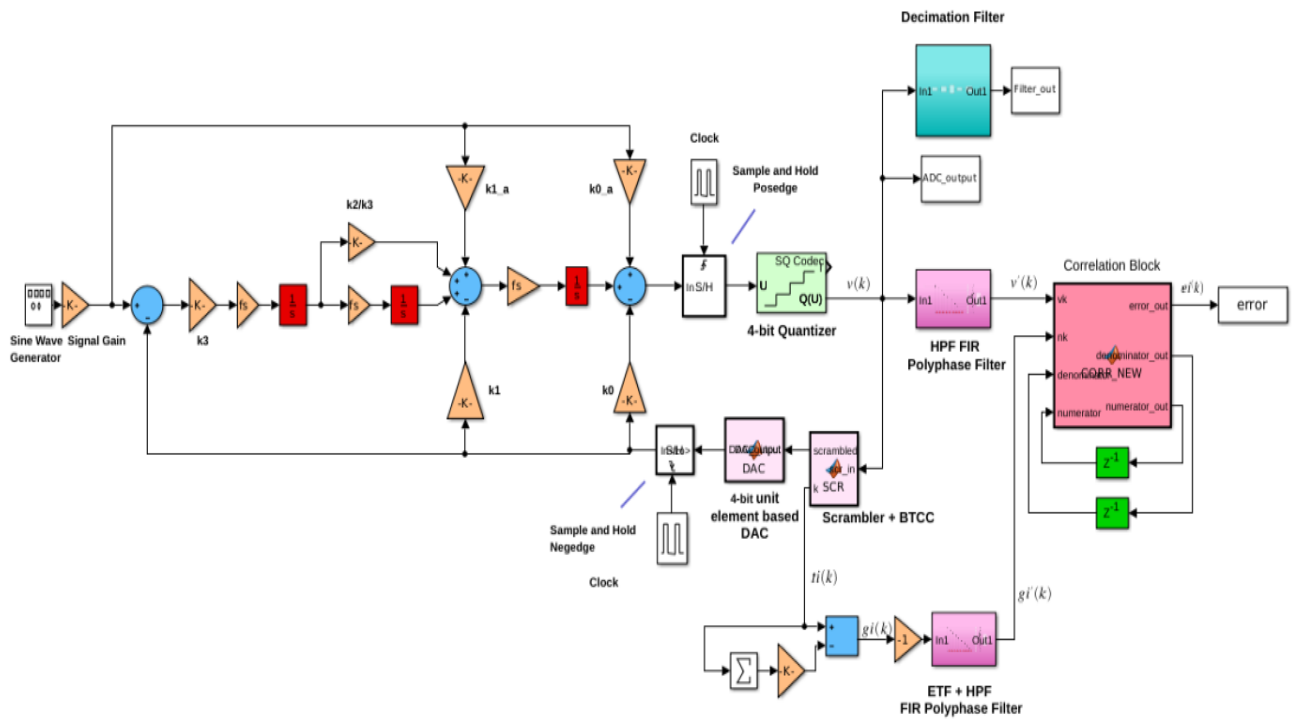 Decimation Filter
In1
Out1
Filter_out
Clock
Sample and Hold
Posedge
ADC_output
-K-
k1_a
-K-
k0_a
k2/k3
-K-
SQ Codec
U
Q(U)
4-bit Quantizer
v(k)
In
S/H
Sine Wave
Generator
-K-
Signal Gain
-K-
k3
fs
1
s
fs
1
s
fs
1
s
In1
Out1
HPF FIR
Polyphase Filter
v'(k)
Correlation Block
vk
error_out
nk
denominator_out
CORR_NEW
numerator
numerator_out
ei(k)
error
-K-
k1
-K-
k0
S/H
DAC
4-bit unit
element based
DAC
scrambled
scr_in
k
SCR
Scrambler + BTCC
z-1
z-1
Sample and Hold
Negedge
Clock
ti(k)
gi(k)
gi'(k)
Σ
-K-
-1
In1
Out1
ETF + HPF
FIR Polyphase Filter